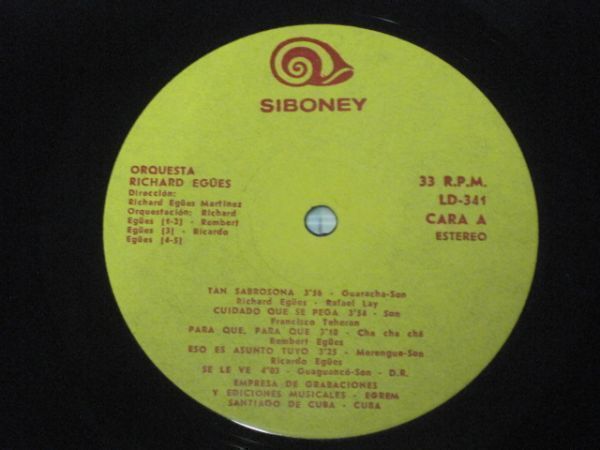 SIBONEY
ORQUESTA
RICHARD EGÜES
Dirección:
Richard Egües Martínez
Orquestación: Richard
Egües (1-2) - Rembert
Egües (3) - Ricardo
Egües (4-5)
33 R.P.M.
LD-341
CARA A
ESTEREO
TAN SABROSONA 3'56 - Guaracha-Son
Richard Egües - Rafael Lay
CUIDADO QUE SE PEGA 3'54 - Son
Francisco Teheran
PARA QUE, PARA QUE 3'10 - Cha cha chá
Rembert Egües
ESO ES ASUNTO TUYO 3'25 - Merengue-Son
Ricardo Egües
SE LE VE 4'03 - Guaguancó-Son - D.R.
EMPRESA DE GRABACIONES
Y EDICIONES MUSICALES - EGREM
SANTIAGO DE CUBA - CUBA